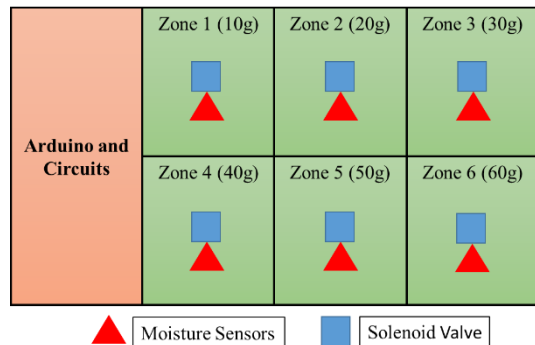 Zone 1 (10g)
Zone 2 (20g)
Zone 3 (30g)
Arduino and
Circuits
Zone 4 (40g)
Zone 5 (50g)
Zone 6 (60g)
Moisture Sensors
Solenoid Valve